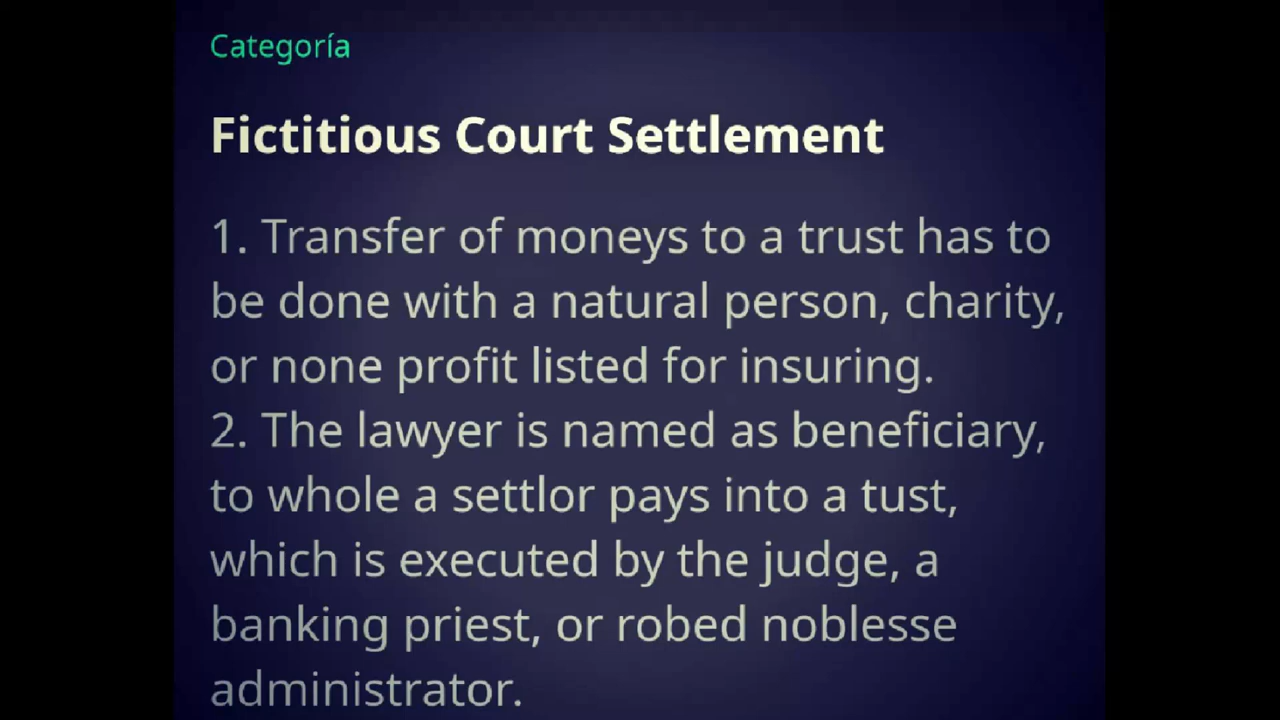 Categoría
Fictitious Court Settlement
1. Transfer of moneys to a trust has to
be done with a natural person, charity,
or none profit listed for insuring.
2. The lawyer is named as beneficiary,
to whole a settlor pays into a tust,
which is executed by the judge, a
banking priest, or robed noblesse
administrator.